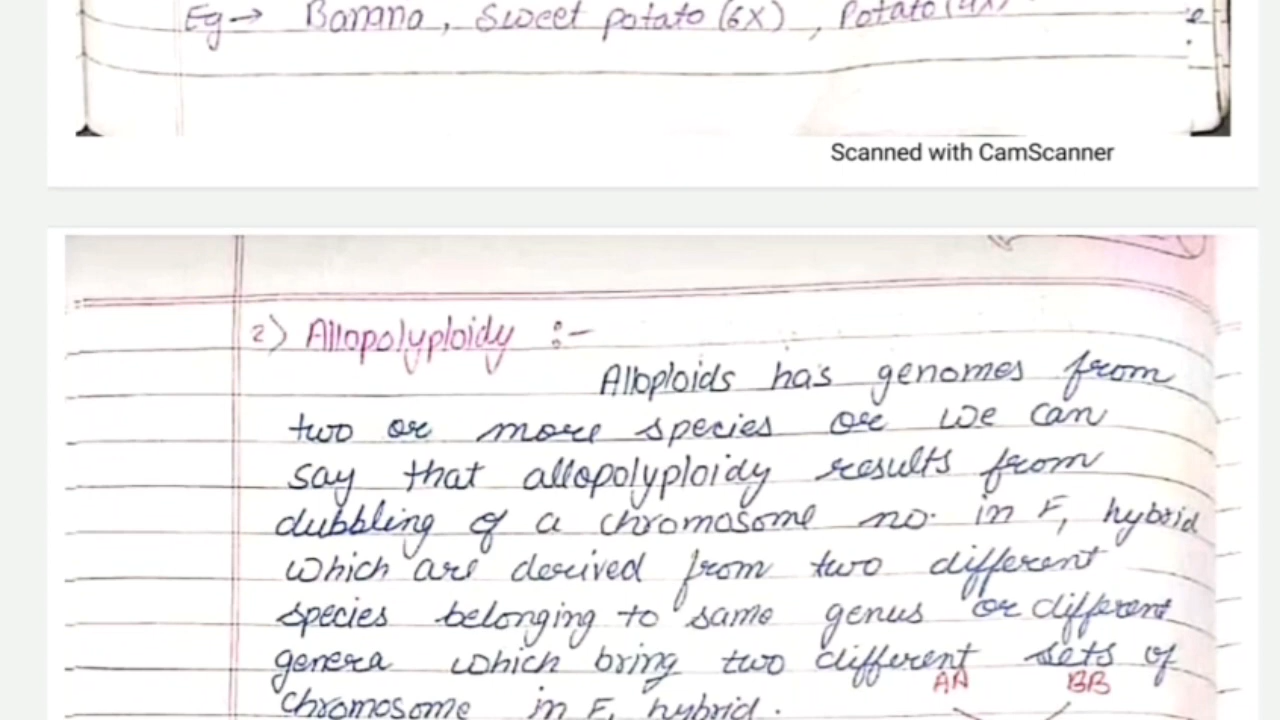 Eg → Banana, Sweet potato (6x), Potato (4x)
Scanned with CamScanner
2) Allopolyploidy :-
Alloploids has genomes from
two or more species or we can
say that allopolyploidy results from
dubbling of a chromosome no. in F₁ hybrid
which are derived from two different
species belonging to same genus or different
genera which bring two different sets of
AA BB
chromosome in F₁ hybrid.